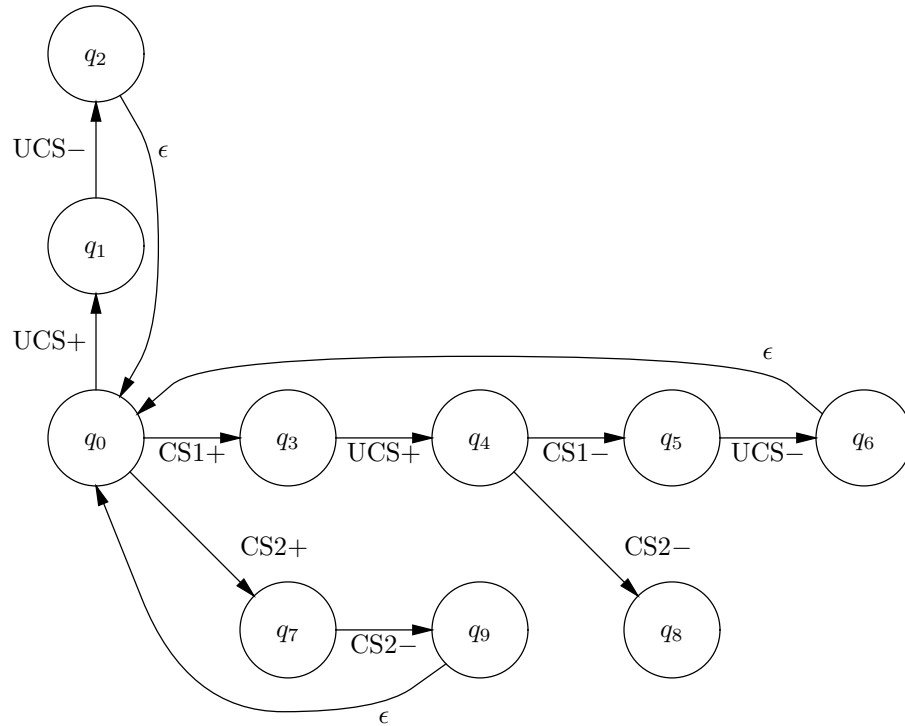 q2
UCS−
ϵ
q1
UCS+
ϵ
q0
CS1+
q3
UCS+
q4
CS1−
q5
UCS−
q6
CS2+
CS2−
q7
CS2−
q9
q8
ϵ